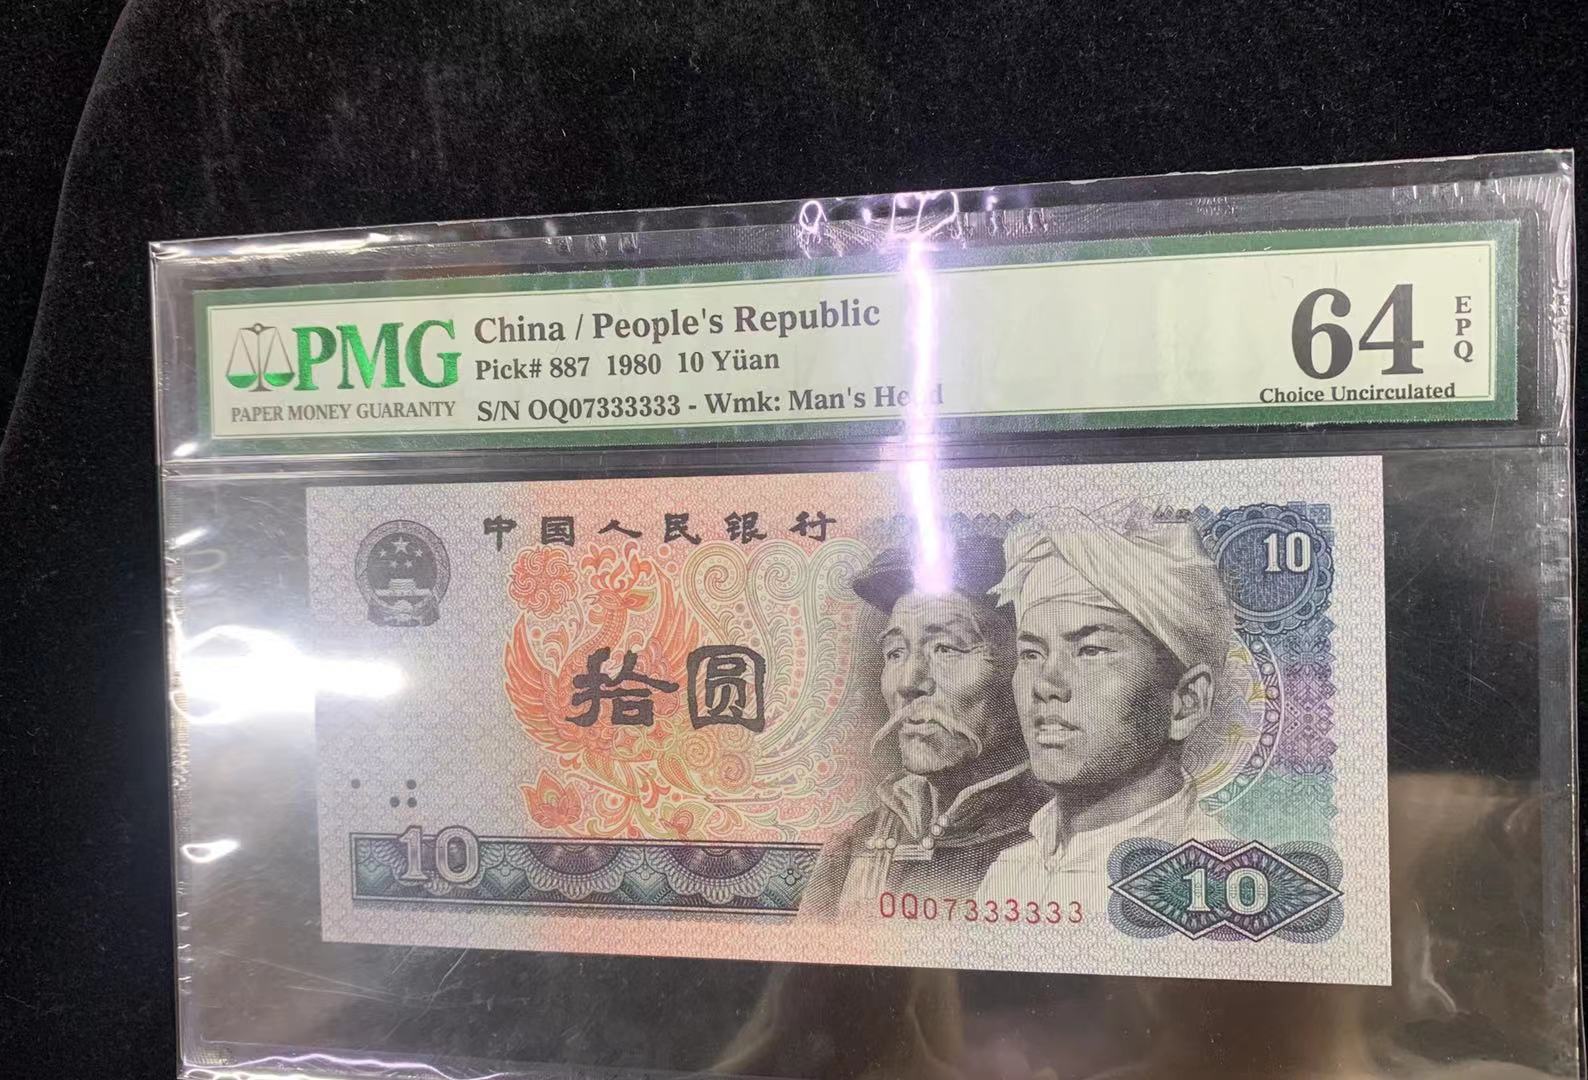 PMG
PAPER MONEY GUARANTY
China / People's Republic
Pick# 887 1980 10 Yüan
S/N OQ07333333 - Wmk: Man's Head
64
EPQ
Choice Uncirculated
中国人民银行
10
拾圆
10
OQ07333333
10